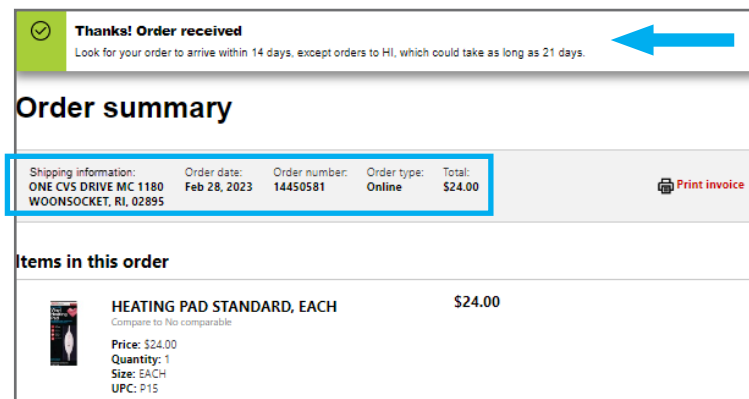 Thanks! Order received
Look for your order to arrive within 14 days, except orders to HI, which could take as long as 21 days.
Order summary
Shipping information: Order date: Order number: Order type: Total:
ONE CVS DRIVE MC 1180 Feb 28, 2023 14450581 Online $24.00 Print invoice
WOONSOCKET, RI, 02895
Items in this order
HEATING PAD STANDARD, EACH $24.00
Compare to No comparable
Price: $24.00
Quantity: 1
Size: EACH
UPC: P15